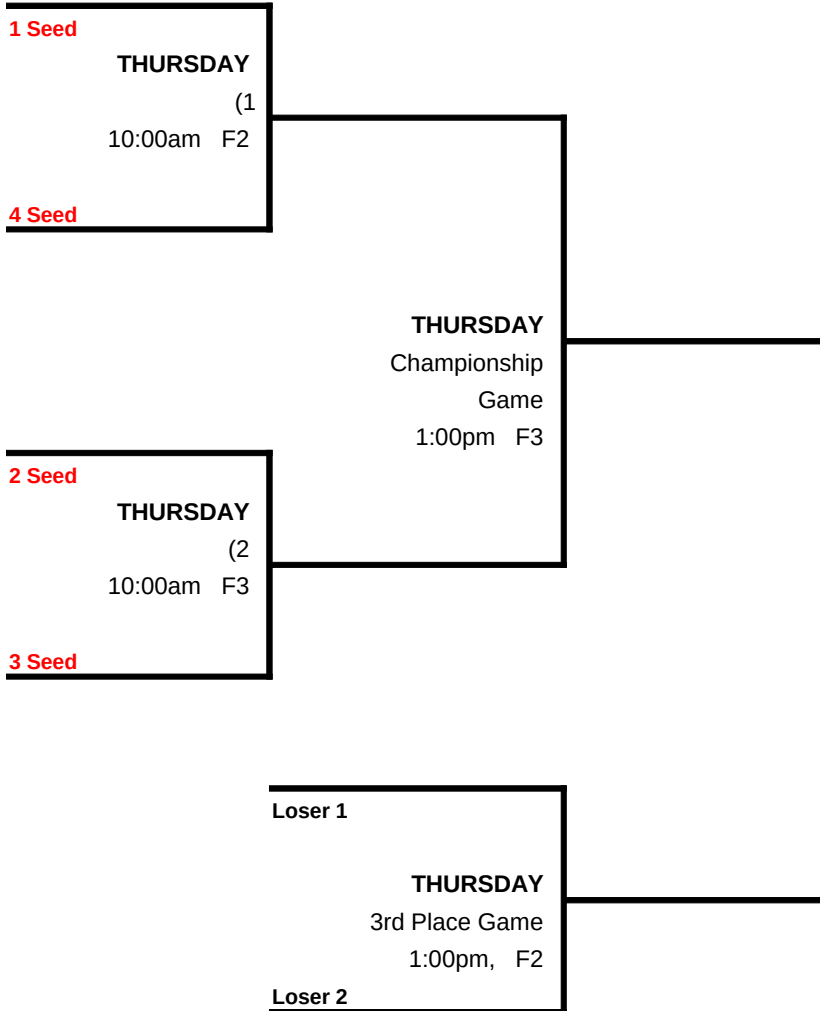 1 Seed
THURSDAY
(1
10:00am F2
4 Seed
THURSDAY
Championship
Game
1:00pm F3
2 Seed
THURSDAY
(2
10:00am F3
3 Seed
Loser 1
THURSDAY
3rd Place Game
1:00pm, F2
Loser 2